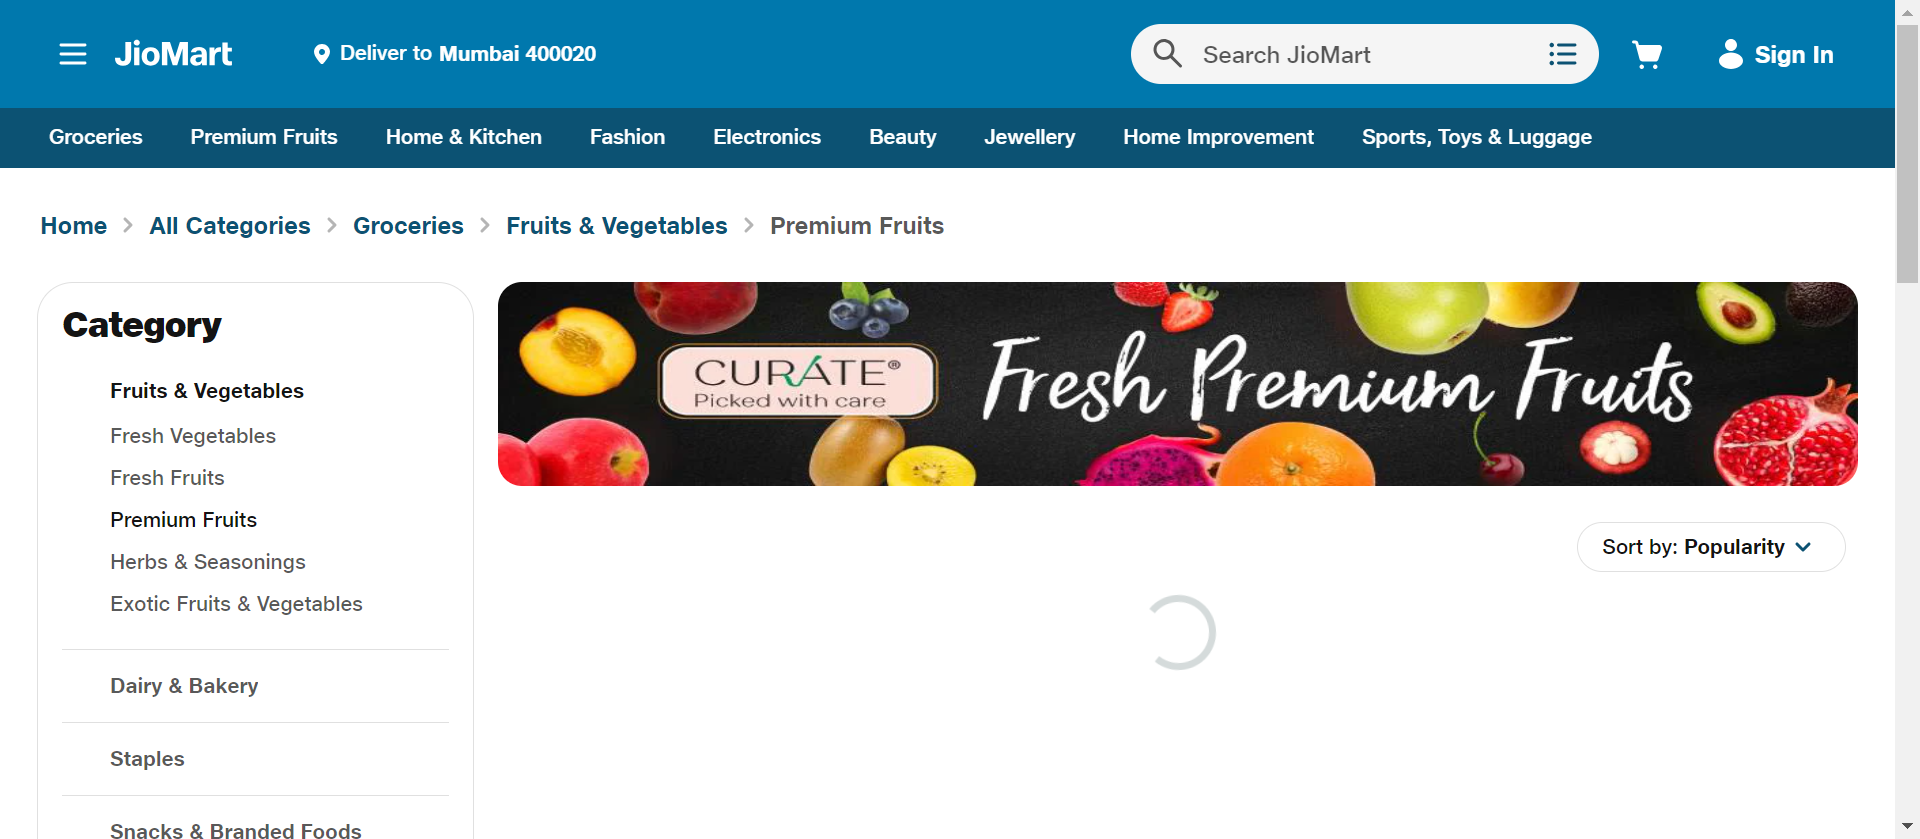 JioMart
Deliver to Mumbai 400020
Search JioMart
Sign In
Groceries
Premium Fruits
Home & Kitchen
Fashion
Electronics
Beauty
Jewellery
Home Improvement
Sports, Toys & Luggage
Home > All Categories > Groceries > Fruits & Vegetables > Premium Fruits
Category
Fruits & Vegetables
Fresh Vegetables
Fresh Fruits
Premium Fruits
Herbs & Seasonings
Exotic Fruits & Vegetables
Dairy & Bakery
Staples
Snacks & Branded Foods
CURÁTE®
Picked with care
Fresh Premium Fruits
Sort by: Popularity